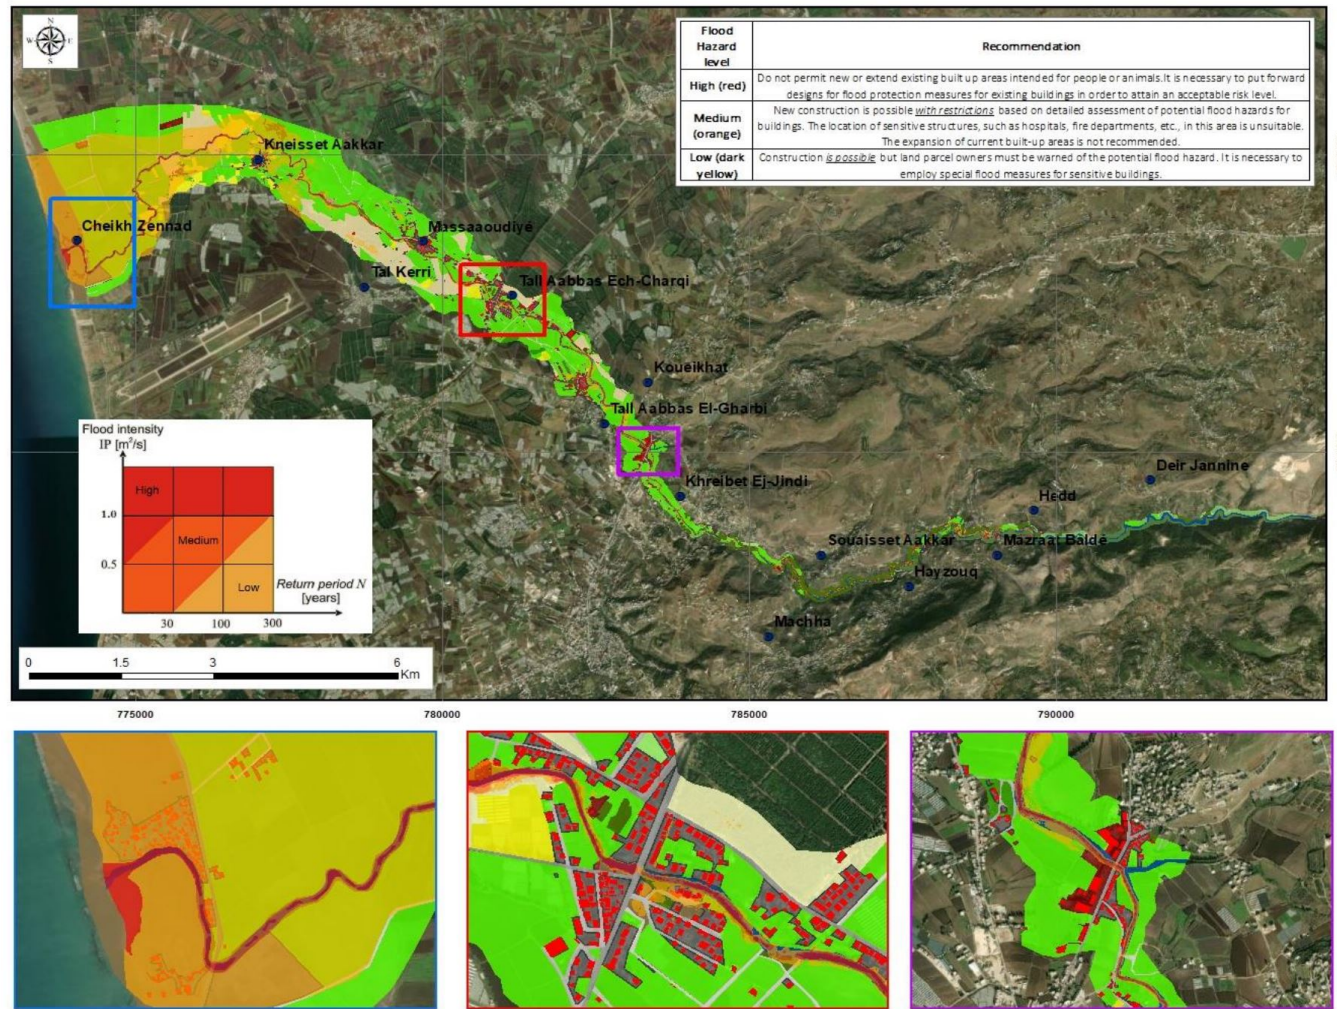 N
W E
S
Flood
Hazard
level
Recommendation
High (red)
Do not permit new or extend existing built up areas intended for people or animals.It is necessary to put forward
designs for flood protection measures for existing buildings in order to attain an acceptable risk level.
Medium
(orange)
New construction is possible with restrictions based on detailed assessment of potential flood hazards for
buildings. The location of sensitive structures, such as hospitals, fire departments, etc., in this area is unsuitable.
The expansion of current built-up areas is not recommended.
Low (dark
yellow)
Construction is possible but land parcel owners must be warned of the potential flood hazard. It is necessary to
employ special flood measures for sensitive buildings.
Kneisset Aakkar
Cheikh Zennad
Massaaoudiyé
Tal Kerri
Tall Aabbas Ech-Charqi
Koueikhat
Tall Aabbas El-Gharbi
Khreibet Ej-Jindi
Deir Jannine
Hedd
Souaisset Aakkar
Mazraat Baldé
Hayzouq
Machha
Flood intensity
IP [m²/s]
High
1.0
Medium
0.5
Low
Return period N
[years]
30 100 300
0 1.5 3 6
Km
775000 780000 785000 790000